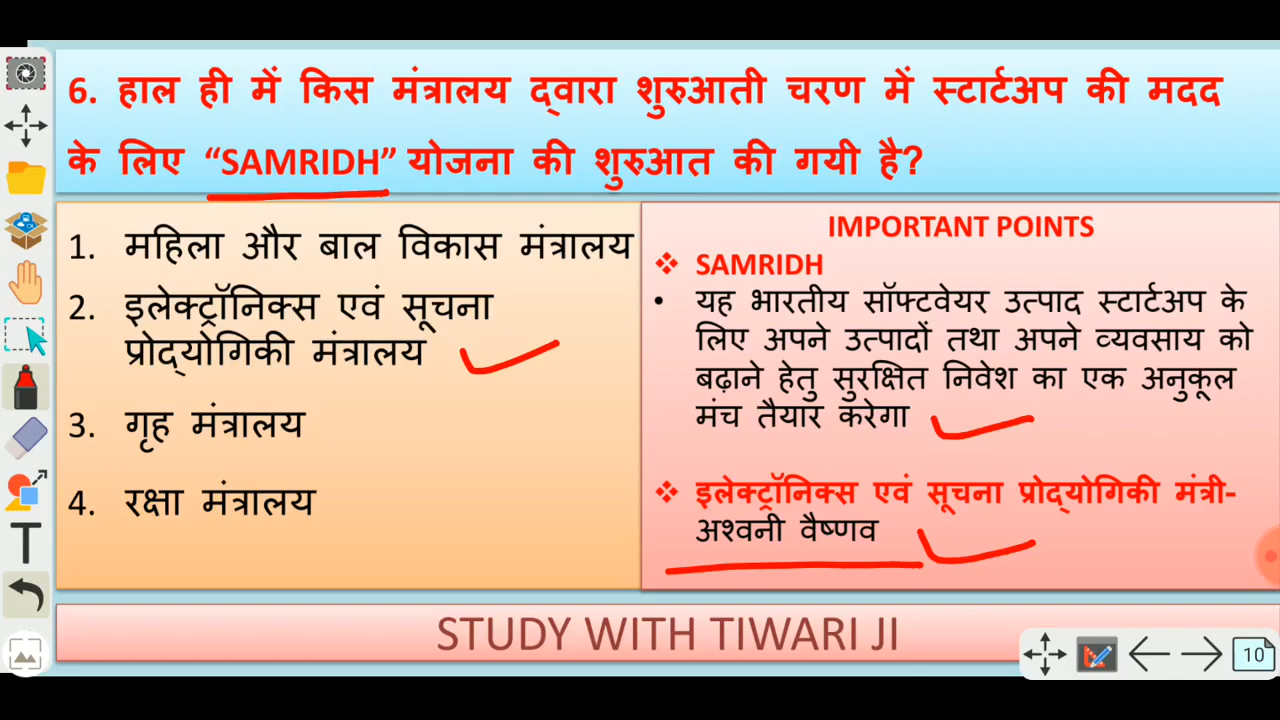 6. हाल ही में किस मंत्रालय द्वारा शुरुआती चरण में स्टार्टअप की मदद
के लिए “SAMRIDH” योजना की शुरुआत की गयी है?
1. महिला और बाल विकास मंत्रालय
2. इलेक्ट्रॉनिक्स एवं सूचना
प्रोद्योगिकी मंत्रालय
3. गृह मंत्रालय
4. रक्षा मंत्रालय
IMPORTANT POINTS
❖ SAMRIDH
• यह भारतीय सॉफ्टवेयर उत्पाद स्टार्टअप के
लिए अपने उत्पादों तथा अपने व्यवसाय को
बढ़ाने हेतु सुरक्षित निवेश का एक अनुकूल
मंच तैयार करेगा
❖ इलेक्ट्रॉनिक्स एवं सूचना प्रोद्योगिकी मंत्री-
अश्वनी वैष्णव
STUDY WITH TIWARI JI
T
10